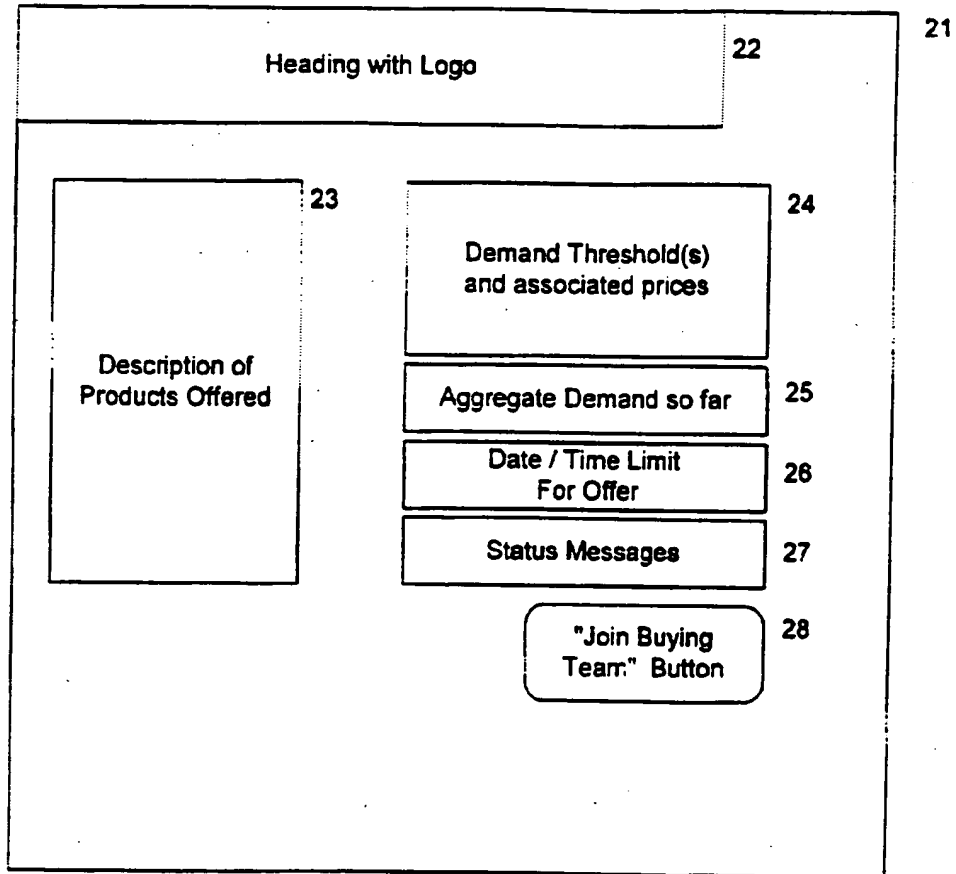 21
Heading with Logo
22
23
Description of
Products Offered
24
Demand Threshold(s)
and associated prices
Aggregate Demand so far
25
Date / Time Limit
For Offer
26
Status Messages
27
"Join Buying
Team" Button
28